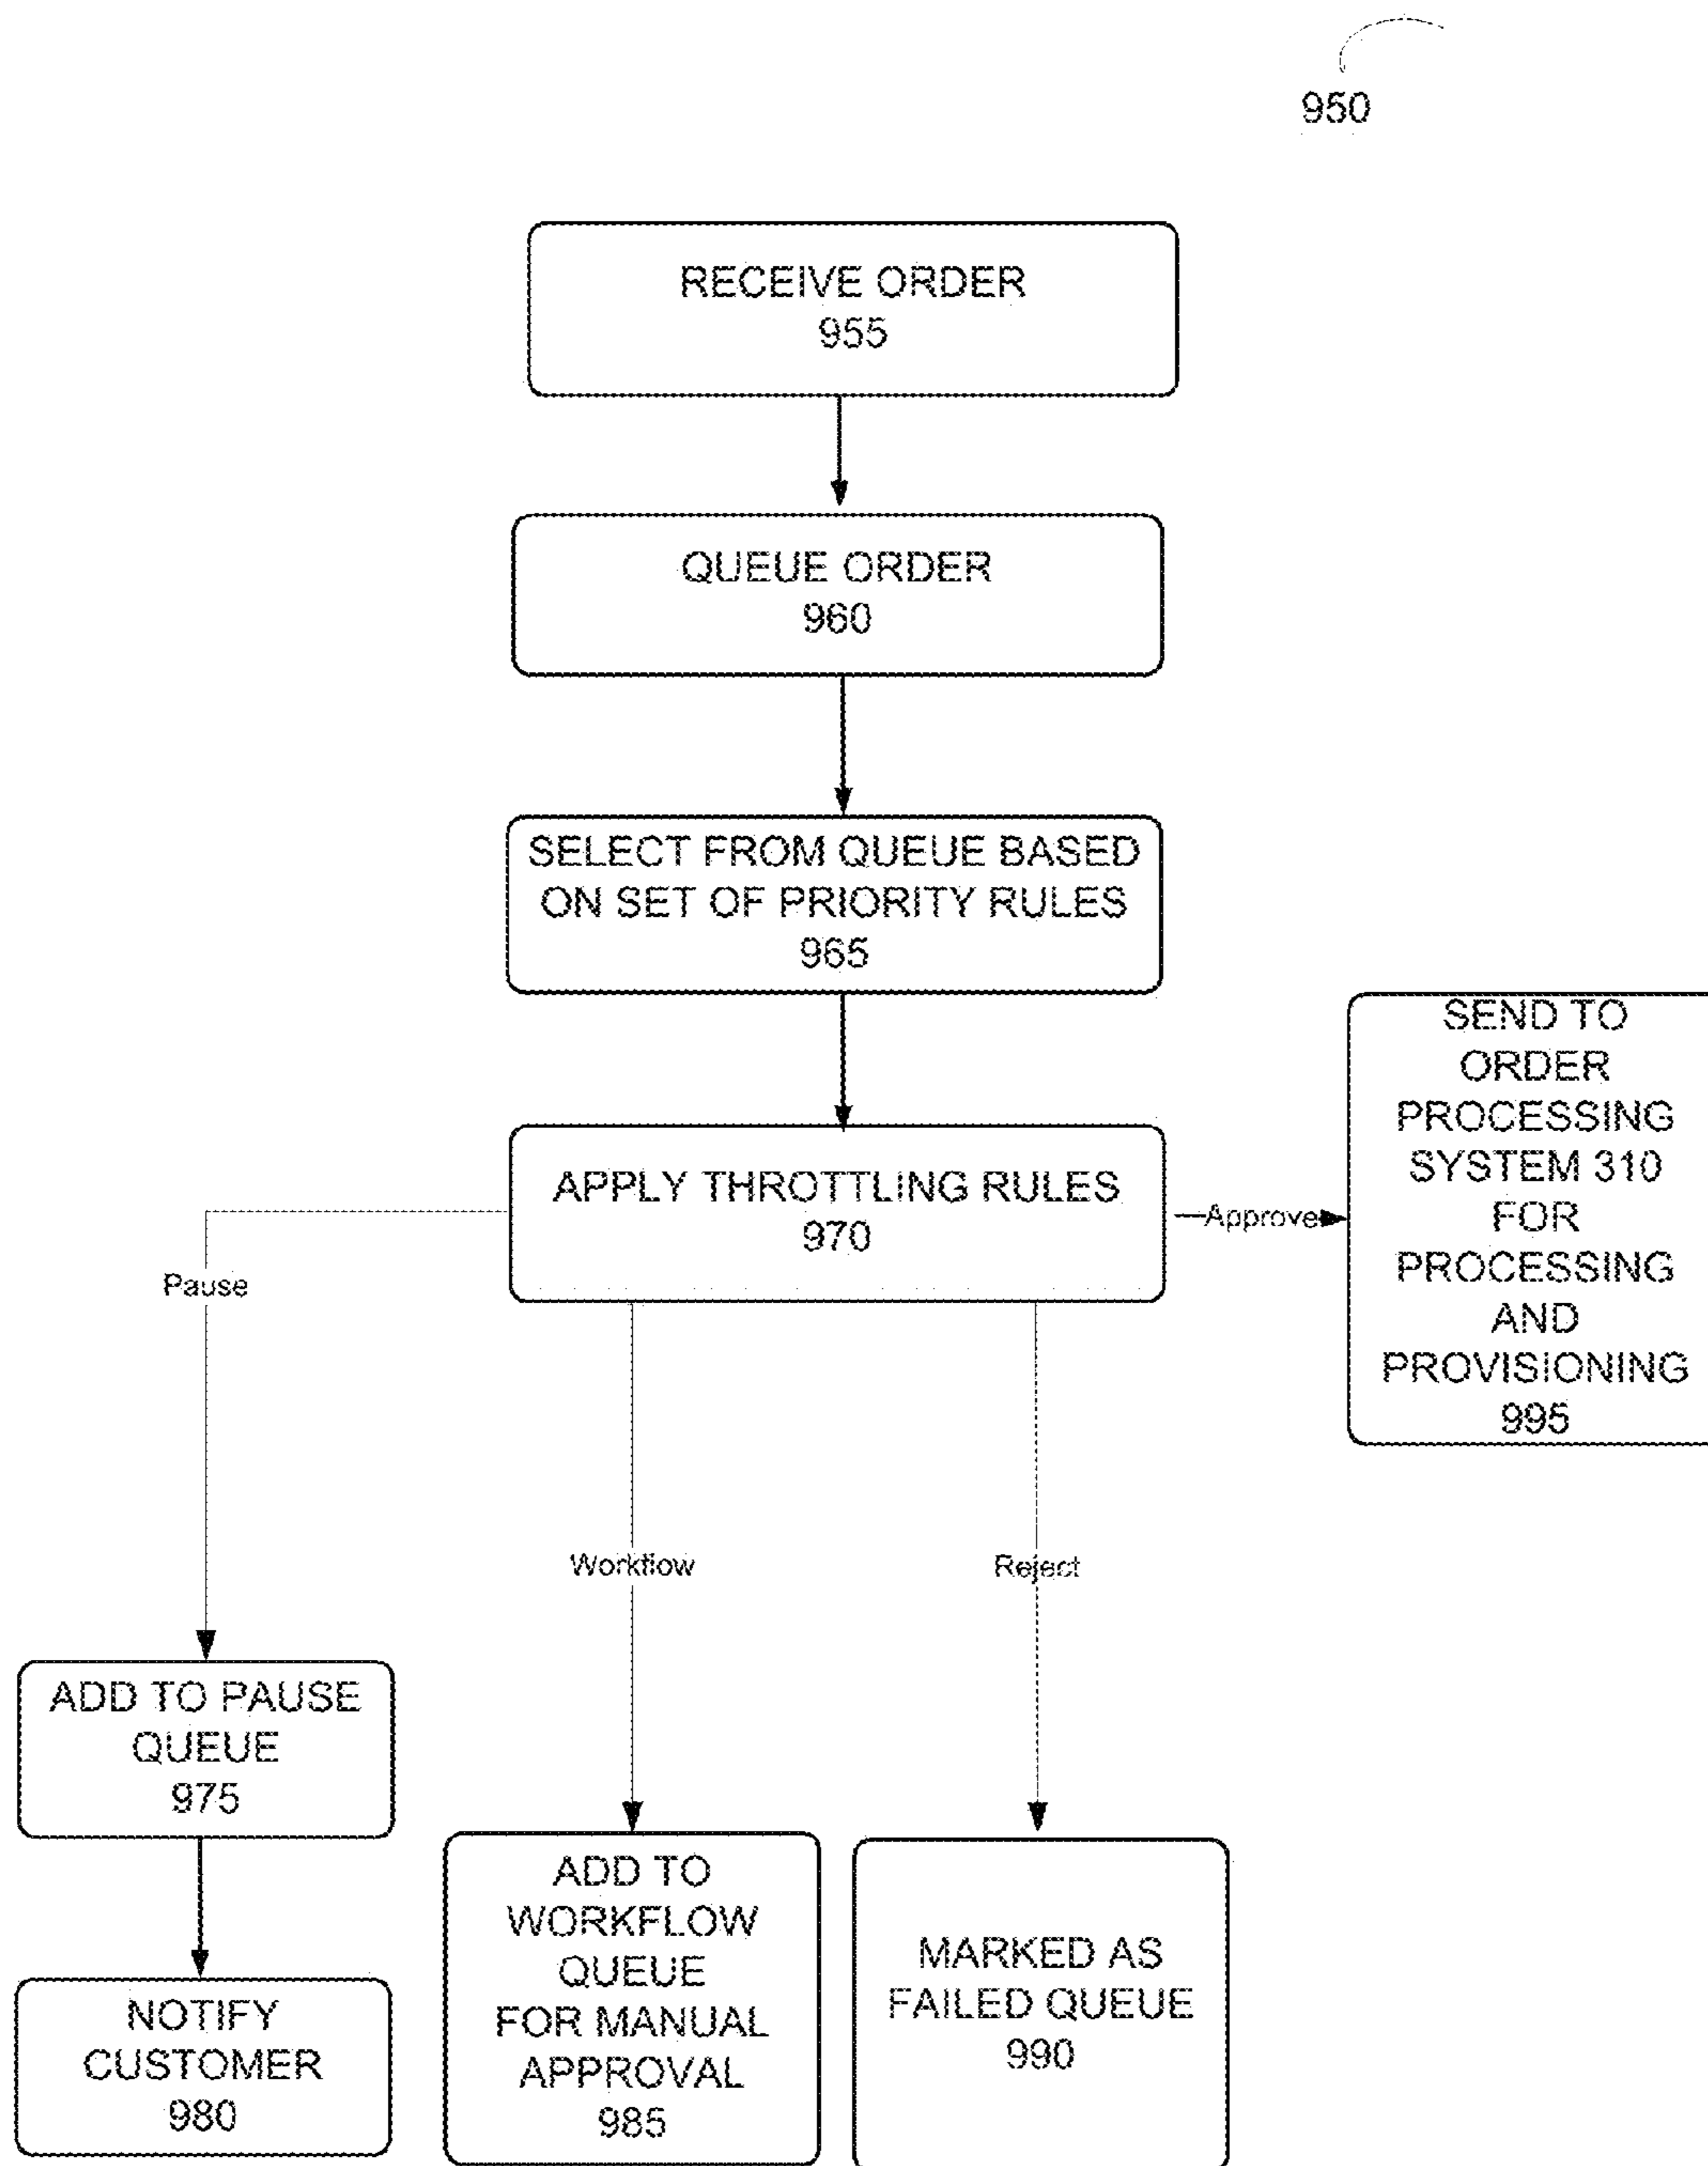 950
RECEIVE ORDER
955
QUEUE ORDER
960
SELECT FROM QUEUE BASED
ON SET OF PRIORITY RULES
965
APPLY THROTTLING RULES
970
Approve
SEND TO
ORDER
PROCESSING
SYSTEM 310
FOR
PROCESSING
AND
PROVISIONING
995
Pause
Workflow
Reject
ADD TO PAUSE
QUEUE
975
NOTIFY
CUSTOMER
980
ADD TO
WORKFLOW
QUEUE
FOR MANUAL
APPROVAL
985
MARKED AS
FAILED QUEUE
990